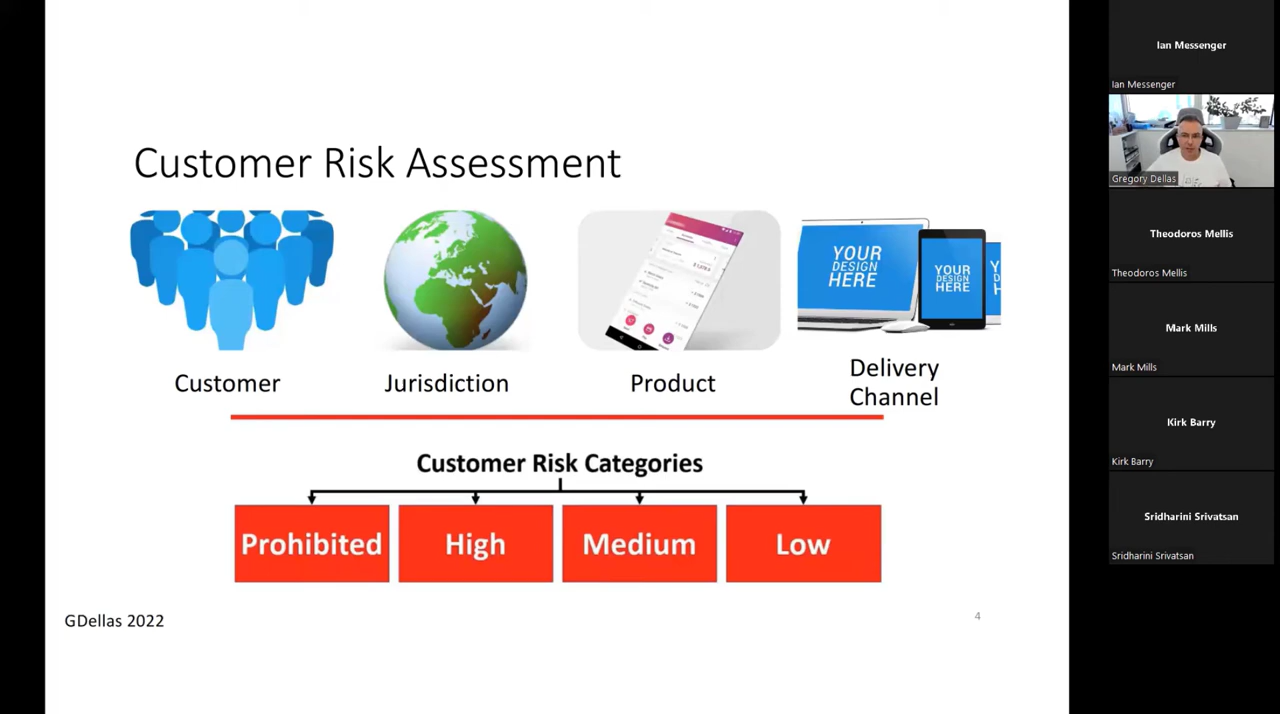 Customer Risk Assessment
YOUR
DESIGN
HERE
YOUR
DESIGN
HERE
Customer
Jurisdiction
Product
Delivery
Channel
Customer Risk Categories
Prohibited
High
Medium
Low
GDellas 2022
4
Ian Messenger
Ian Messenger
Gregory Dellas
Theodoros Mellis
Theodoros Mellis
Mark Mills
Mark Mills
Kirk Barry
Kirk Barry
Sridharini Srivatsan
Sridharini Srivatsan